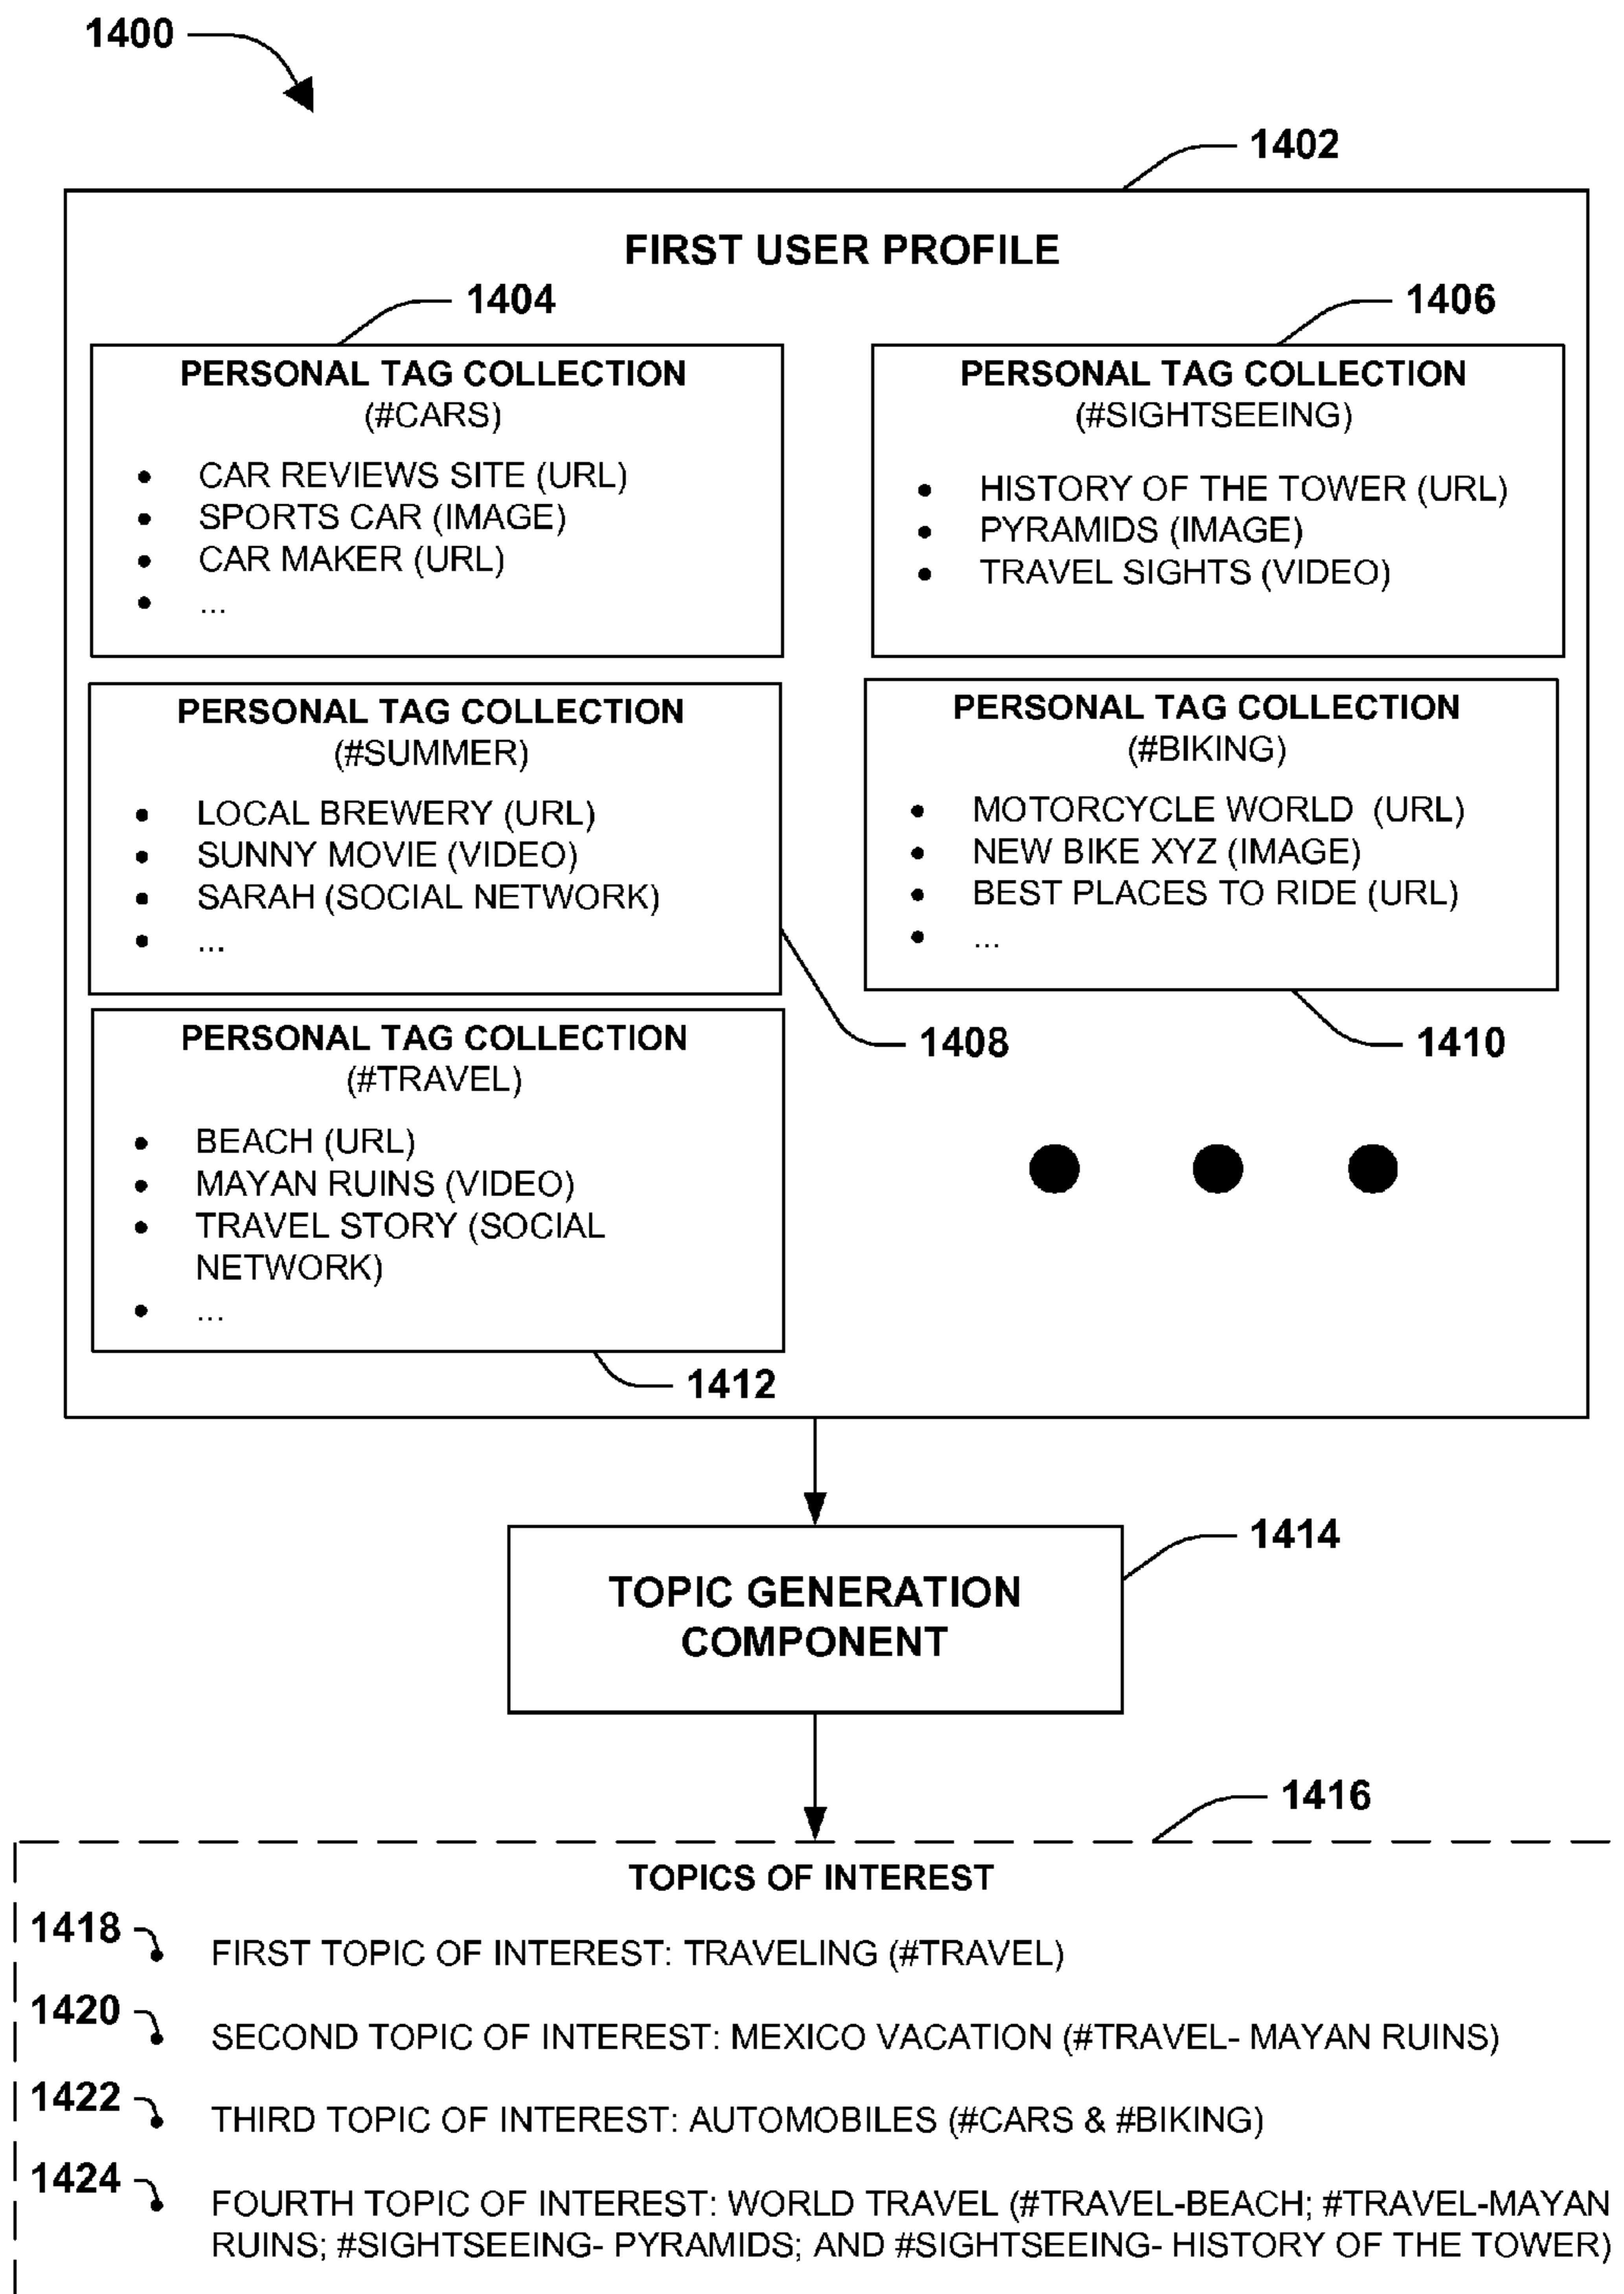 1400
1402
FIRST USER PROFILE
1404
PERSONAL TAG COLLECTION
(#CARS)
• CAR REVIEWS SITE (URL)
• SPORTS CAR (IMAGE)
• CAR MAKER (URL)
• ...
1406
PERSONAL TAG COLLECTION
(#SIGHTSEEING)
• HISTORY OF THE TOWER (URL)
• PYRAMIDS (IMAGE)
• TRAVEL SIGHTS (VIDEO)
PERSONAL TAG COLLECTION
(#SUMMER)
• LOCAL BREWERY (URL)
• SUNNY MOVIE (VIDEO)
• SARAH (SOCIAL NETWORK)
• ...
1408
PERSONAL TAG COLLECTION
(#BIKING)
• MOTORCYCLE WORLD (URL)
• NEW BIKE XYZ (IMAGE)
• BEST PLACES TO RIDE (URL)
• ...
1410
PERSONAL TAG COLLECTION
(#TRAVEL)
• BEACH (URL)
• MAYAN RUINS (VIDEO)
• TRAVEL STORY (SOCIAL
NETWORK)
• ...
1412
1414
TOPIC GENERATION
COMPONENT
1416
TOPICS OF INTEREST
1418
FIRST TOPIC OF INTEREST: TRAVELING (#TRAVEL)
1420
SECOND TOPIC OF INTEREST: MEXICO VACATION (#TRAVEL- MAYAN RUINS)
1422
THIRD TOPIC OF INTEREST: AUTOMOBILES (#CARS & #BIKING)
1424
FOURTH TOPIC OF INTEREST: WORLD TRAVEL (#TRAVEL-BEACH; #TRAVEL-MAYAN
RUINS; #SIGHTSEEING- PYRAMIDS; AND #SIGHTSEEING- HISTORY OF THE TOWER)